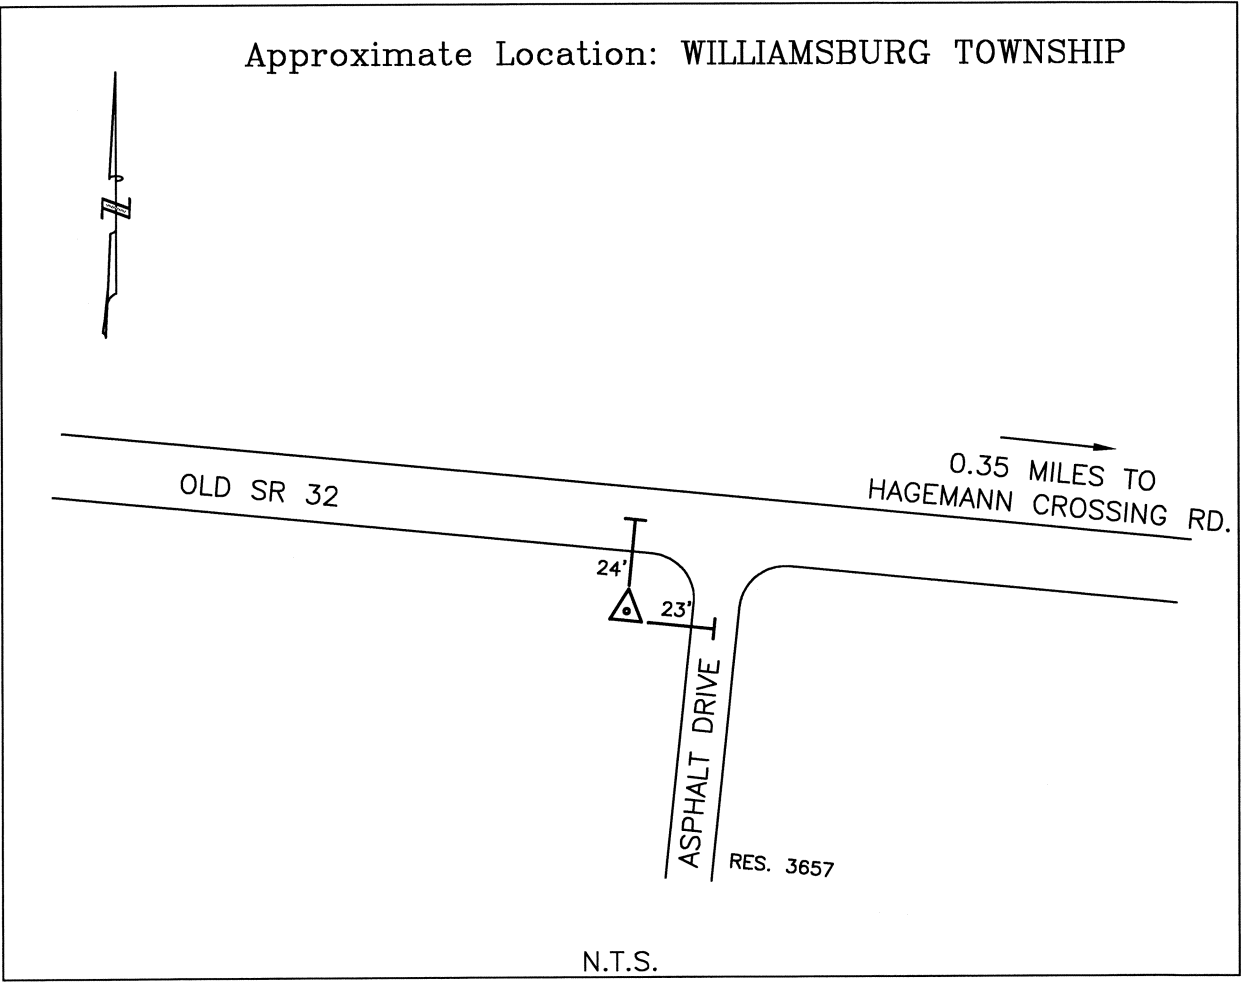 Approximate Location: WILLIAMSBURG TOWNSHIP
N
0.35 MILES TO
HAGEMANN CROSSING RD.
OLD SR 32
24'
23'
ASPHALT DRIVE
RES. 3657
N.T.S.